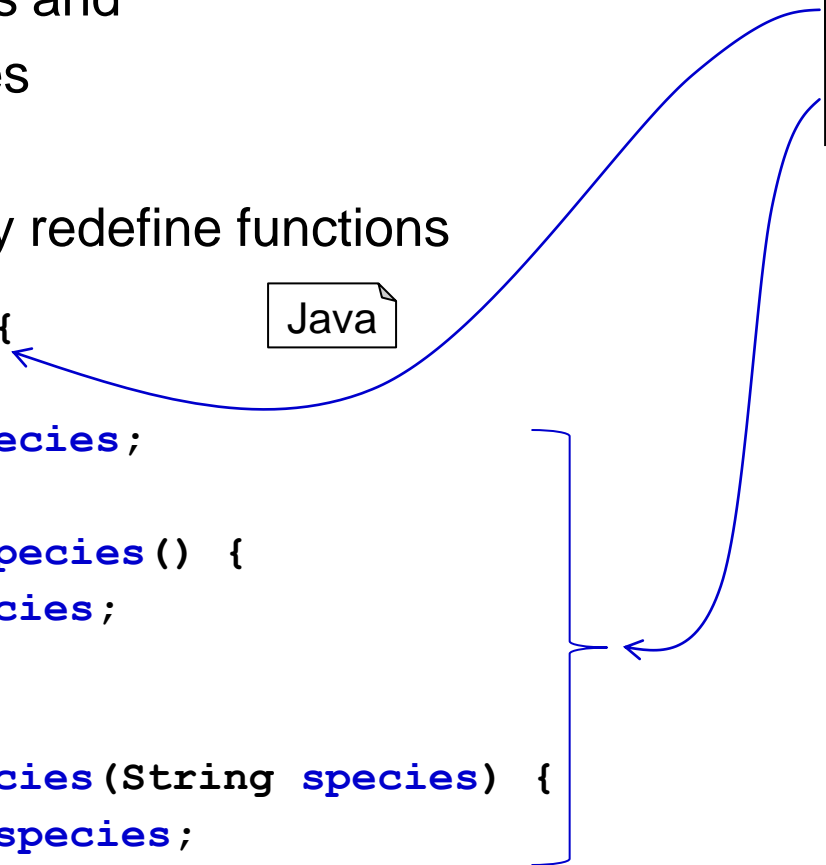 s and
es
y redefine functions
{
Java
ecies;
pecies() {
cies;
cies(String species) {
species;